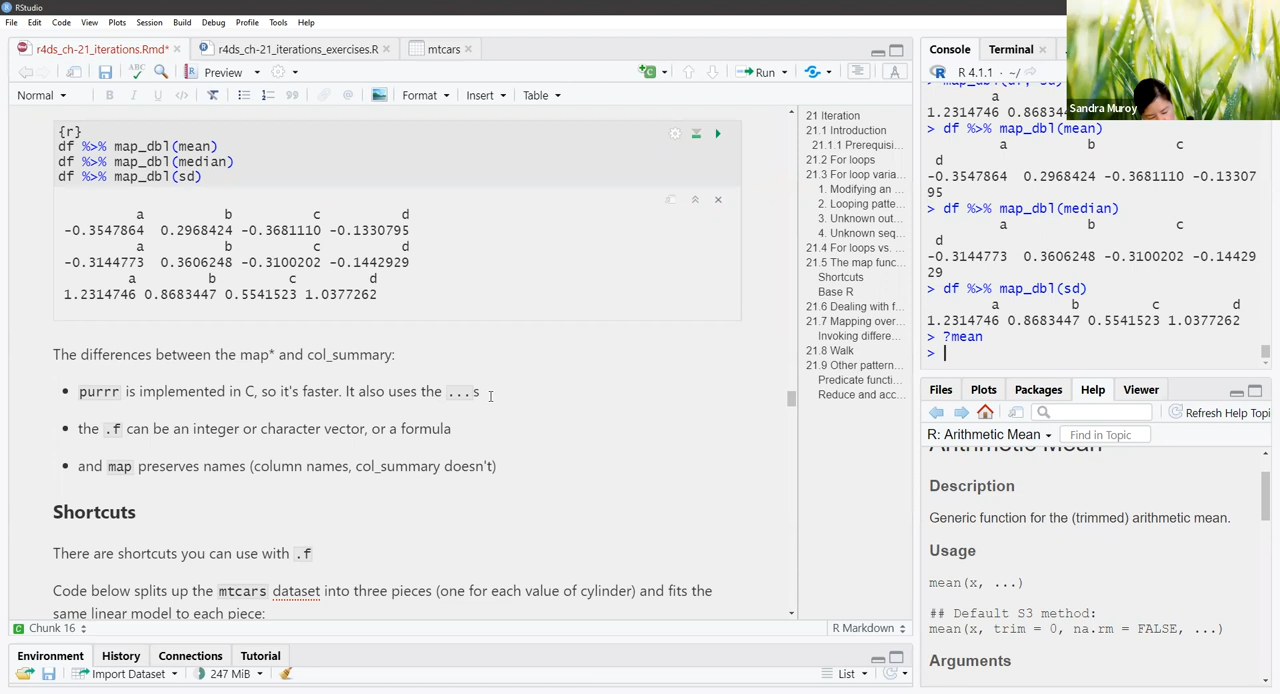 RStudio
File Edit Code View Plots Session Build Debug Profile Tools Help
r4ds_ch-21_iterations.Rmd* r4ds_ch-21_iterations_exercises.R mtcars
ABC Preview Run
Normal B I U </> Format Insert Table
{r}
df %>% map_dbl(mean)
df %>% map_dbl(median)
df %>% map_dbl(sd)
a b c d
-0.3547864 0.2968424 -0.3681110 -0.1330795
a b c d
-0.3144773 0.3606248 -0.3100202 -0.1442929
a b c d
1.2314746 0.8683447 0.5541523 1.0377262
The differences between the map* and col_summary:
• purrr is implemented in C, so it's faster. It also uses the ...s
• the .f can be an integer or character vector, or a formula
• and map preserves names (column names, col_summary doesn't)
Shortcuts
There are shortcuts you can use with .f
Code below splits up the mtcars dataset into three pieces (one for each value of cylinder) and fits the
same linear model to each piece:
Chunk 16 R Markdown
21 Iteration
21.1 Introduction
21.1.1 Prerequisi...
21.2 For loops
21.3 For loop varia...
1. Modifying an ...
2. Looping patte...
3. Unknown out...
4. Unknown seq...
21.4 For loops vs. ...
21.5 The map func...
Shortcuts
Base R
21.6 Dealing with f...
21.7 Mapping over...
Invoking differe...
21.8 Walk
21.9 Other pattern...
Predicate functi...
Reduce and acc...
Environment History Connections Tutorial
Import Dataset 247 MiB List
Console Terminal
R 4.1.1 · ~/
a
1.2314746 0.8683
Sandra Muroy
> df %>% map_dbl(mean)
a b c
d
-0.3547864 0.2968424 -0.3681110 -0.13307
95
> df %>% map_dbl(median)
a b c
d
-0.3144773 0.3606248 -0.3100202 -0.14429
29
> df %>% map_dbl(sd)
a b c d
1.2314746 0.8683447 0.5541523 1.0377262
> ?mean
>
Files Plots Packages Help Viewer
Refresh Help Topi
R: Arithmetic Mean Find in Topic
Arithmetic Mean
Description
Generic function for the (trimmed) arithmetic mean.
Usage
mean(x, ...)
## Default S3 method:
mean(x, trim = 0, na.rm = FALSE, ...)
Arguments